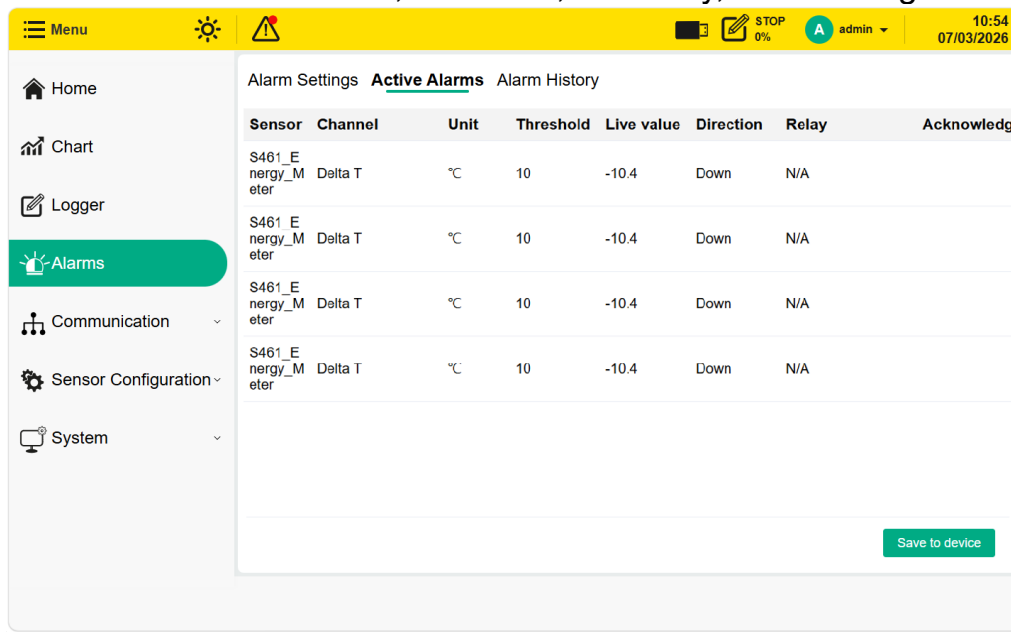 Menu
STOP
0%
A admin
10:54
07/03/2026
Home
Chart
Logger
Alarms
Communication
Sensor Configuration
System
Alarm Settings Active Alarms Alarm History
Sensor Channel Unit Threshold Live value Direction Relay Acknowledg
S461_E
nergy_M Delta T °C 10 -10.4 Down N/A
eter
S461_E
nergy_M Delta T °C 10 -10.4 Down N/A
eter
S461_E
nergy_M Delta T °C 10 -10.4 Down N/A
eter
S461_E
nergy_M Delta T °C 10 -10.4 Down N/A
eter
Save to device